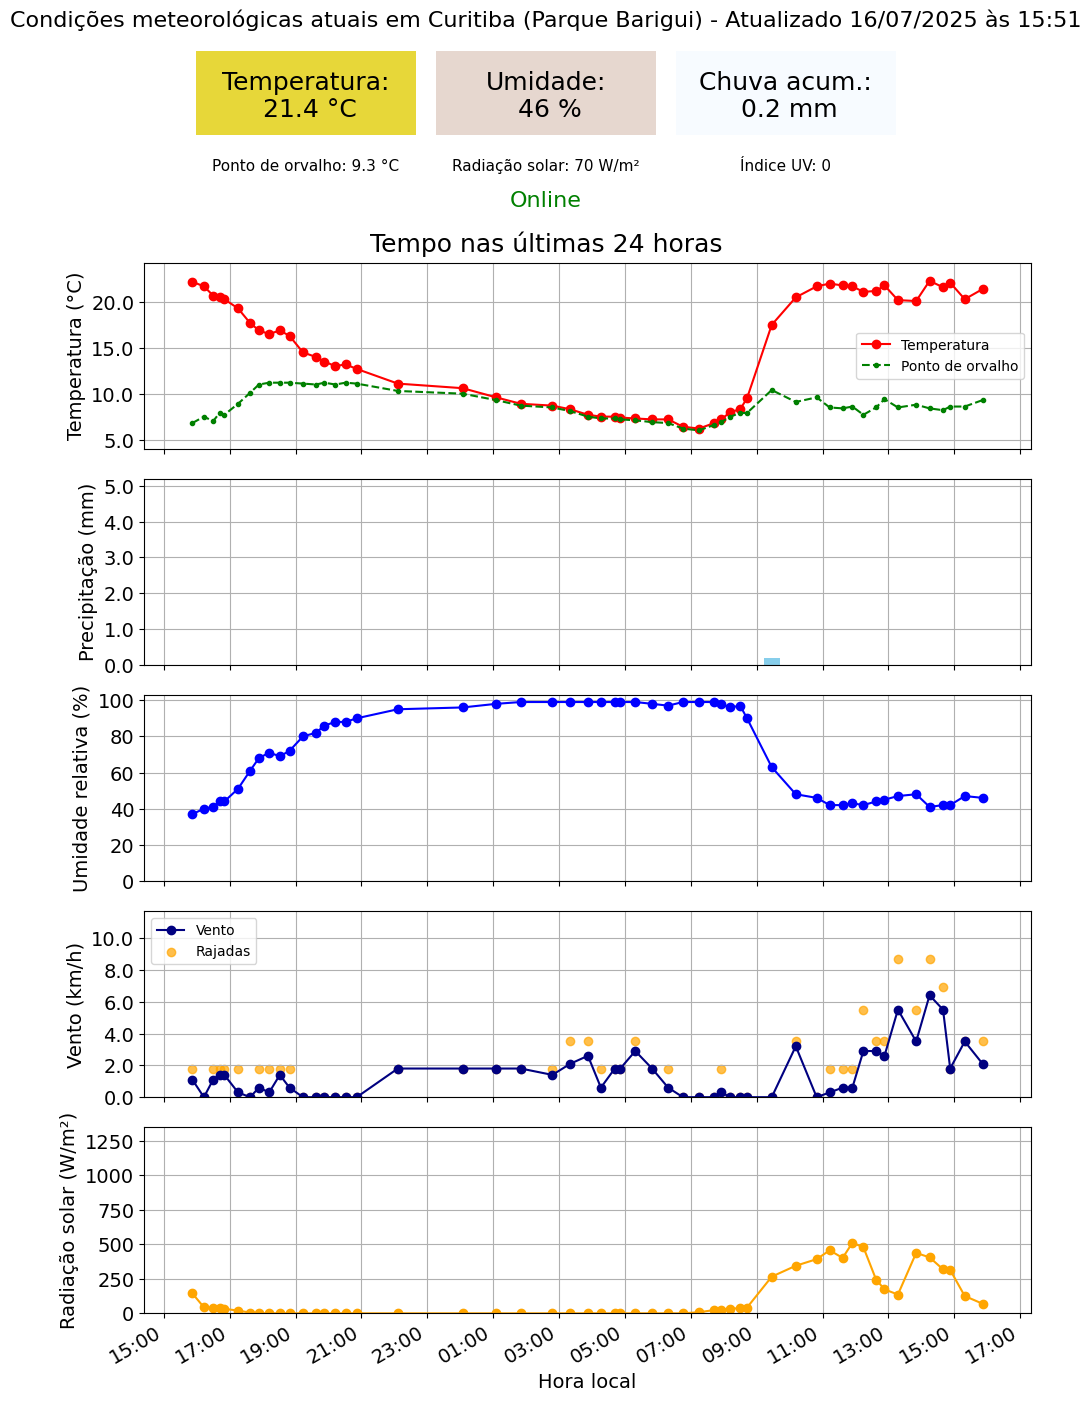 Condições meteorológicas atuais em Curitiba (Parque Barigui) - Atualizado 16/07/2025 às 15:51
Temperatura:
21.4 °C
Umidade:
46 %
Chuva acum.:
0.2 mm
Ponto de orvalho: 9.3 °C
Radiação solar: 70 W/m²
Índice UV: 0
Online
Tempo nas últimas 24 horas
Temperatura (°C)
20.0
15.0
10.0
5.0
Temperatura
Ponto de orvalho
Precipitação (mm)
5.0
4.0
3.0
2.0
1.0
0.0
Umidade relativa (%)
100
80
60
40
20
0
Vento (km/h)
10.0
8.0
6.0
4.0
2.0
0.0
Vento
Rajadas
Radiação solar (W/m²)
1250
1000
750
500
250
0
15:00
17:00
19:00
21:00
23:00
01:00
03:00
05:00
07:00
09:00
11:00
13:00
15:00
17:00
Hora local